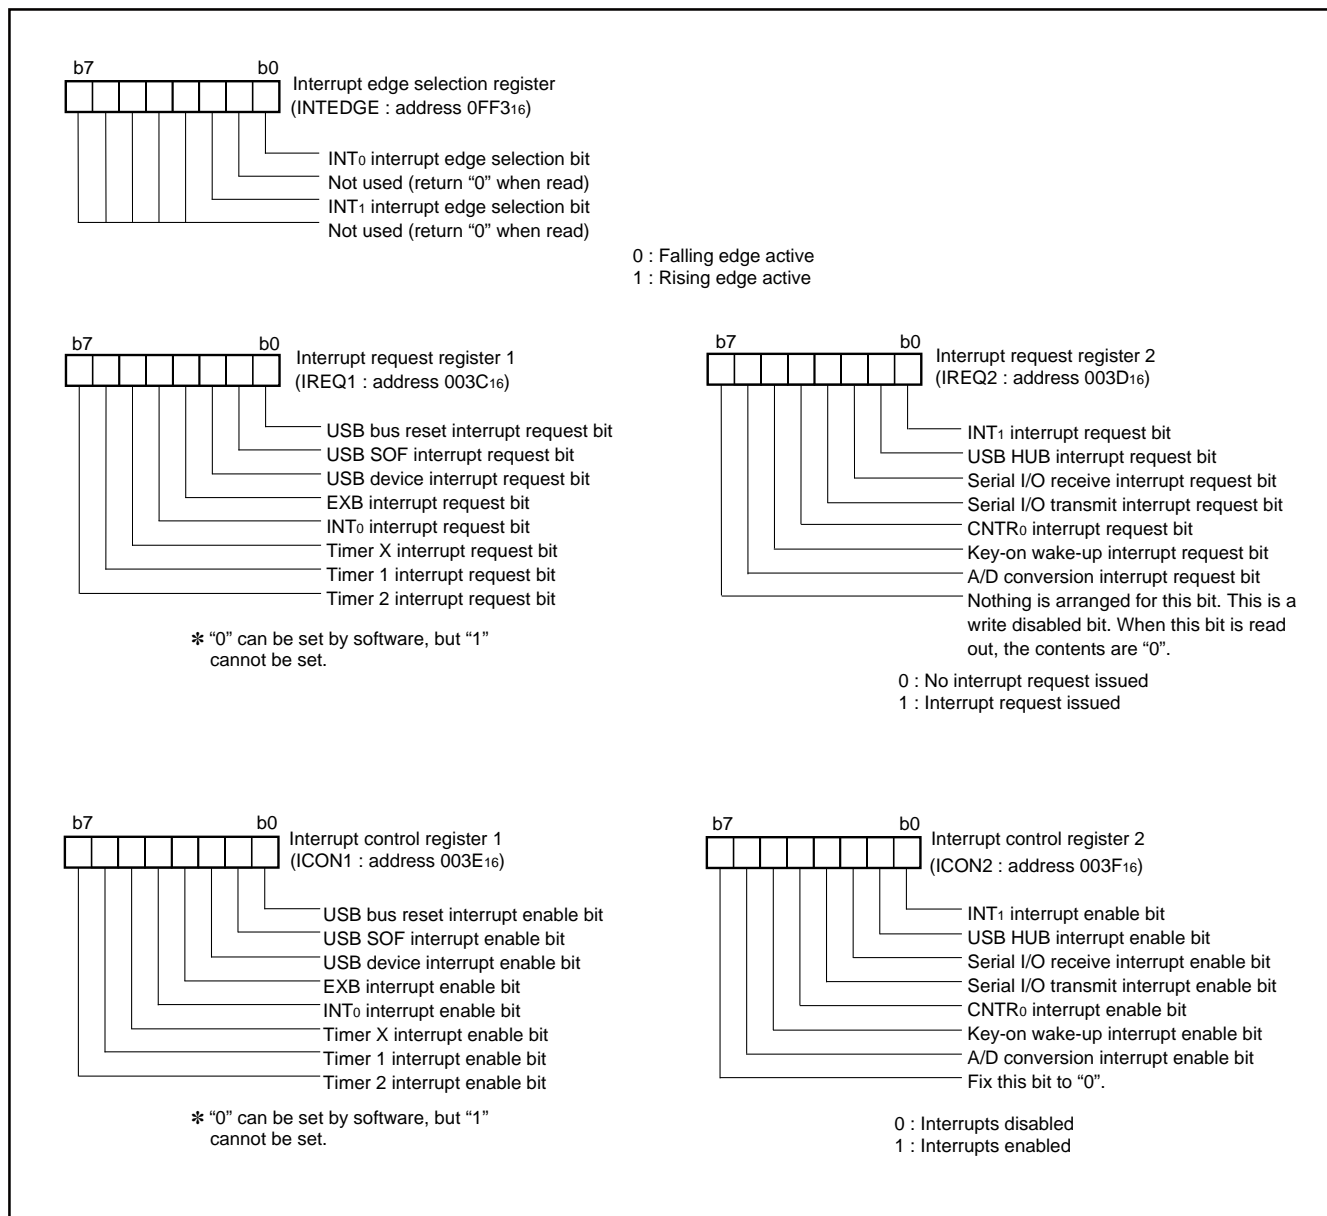 b7 b0
Interrupt edge selection register
(INTEDGE : address 0FF316)
INT0 interrupt edge selection bit
Not used (return “0” when read)
INT1 interrupt edge selection bit
Not used (return “0” when read)
0 : Falling edge active
1 : Rising edge active
b7 b0
Interrupt request register 1
(IREQ1 : address 003C16)
USB bus reset interrupt request bit
USB SOF interrupt request bit
USB device interrupt request bit
EXB interrupt request bit
INT0 interrupt request bit
Timer X interrupt request bit
Timer 1 interrupt request bit
Timer 2 interrupt request bit
✽ “0” can be set by software, but “1”
cannot be set.
b7 b0
Interrupt request register 2
(IREQ2 : address 003D16)
INT1 interrupt request bit
USB HUB interrupt request bit
Serial I/O receive interrupt request bit
Serial I/O transmit interrupt request bit
CNTR0 interrupt request bit
Key-on wake-up interrupt request bit
A/D conversion interrupt request bit
Nothing is arranged for this bit. This is a
write disabled bit. When this bit is read
out, the contents are “0”.
0 : No interrupt request issued
1 : Interrupt request issued
b7 b0
Interrupt control register 1
(ICON1 : address 003E16)
USB bus reset interrupt enable bit
USB SOF interrupt enable bit
USB device interrupt enable bit
EXB interrupt enable bit
INT0 interrupt enable bit
Timer X interrupt enable bit
Timer 1 interrupt enable bit
Timer 2 interrupt enable bit
✽ “0” can be set by software, but “1”
cannot be set.
b7 b0
Interrupt control register 2
(ICON2 : address 003F16)
INT1 interrupt enable bit
USB HUB interrupt enable bit
Serial I/O receive interrupt enable bit
Serial I/O transmit interrupt enable bit
CNTR0 interrupt enable bit
Key-on wake-up interrupt enable bit
A/D conversion interrupt enable bit
Fix this bit to “0”.
0 : Interrupts disabled
1 : Interrupts enabled